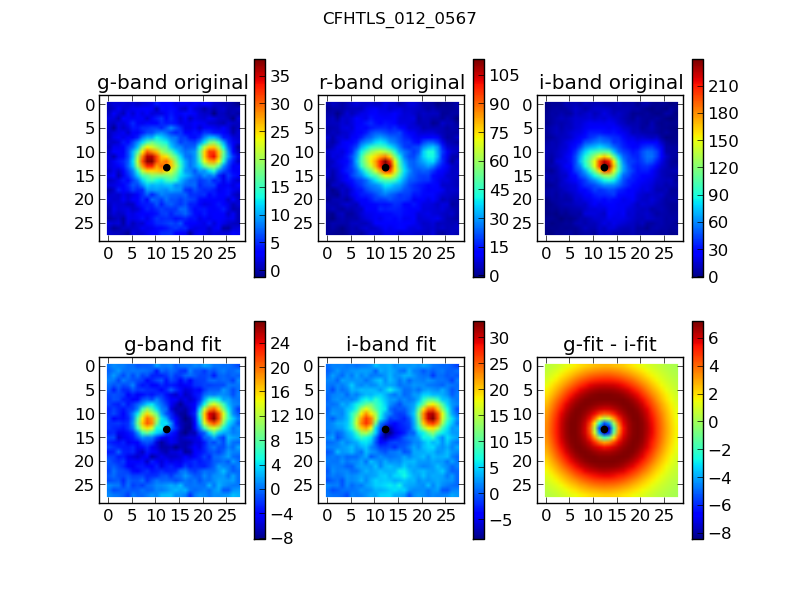 CFHTLS_012_0567
g-band original
r-band original
i-band original
0 5 10 15 20 25
0 5 10 15 20 25
35 30 25 20 15 10 5 0
0 5 10 15 20 25
0 5 10 15 20 25
105 90 75 60 45 30 15 0
0 5 10 15 20 25
0 5 10 15 20 25
210 180 150 120 90 60 30 0
g-band fit
i-band fit
g-fit - i-fit
0 5 10 15 20 25
0 5 10 15 20 25
24 20 16 12 8 4 0 −4 −8
0 5 10 15 20 25
0 5 10 15 20 25
30 25 20 15 10 5 0 −5
0 5 10 15 20 25
0 5 10 15 20 25
6 4 2 0 −2 −4 −6 −8